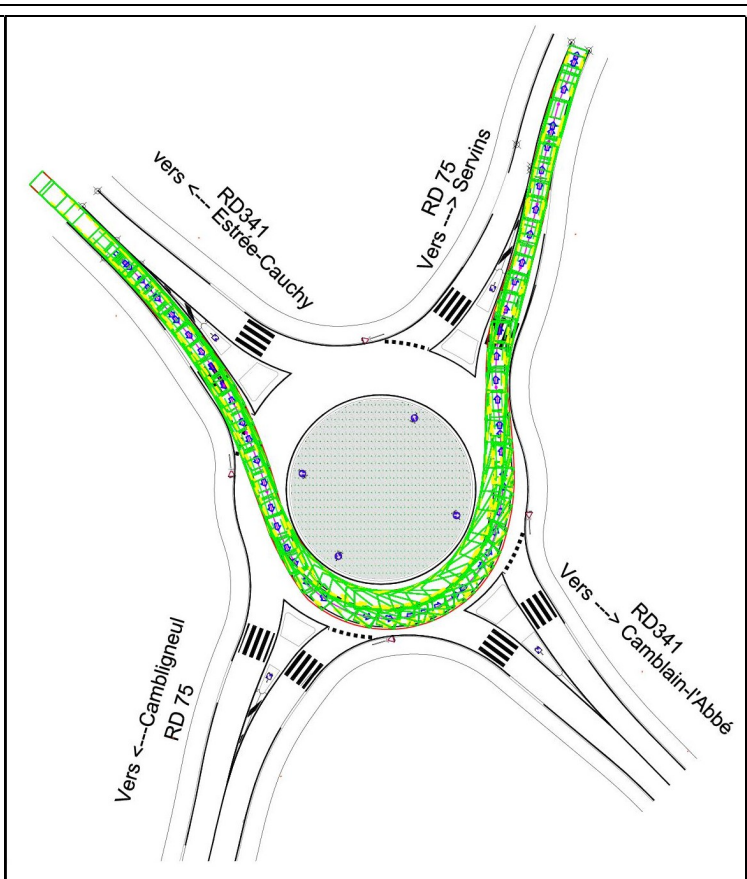 RD341
vers <--- Estrée-Cauchy
RD 75
Vers ----> Servins
RD341
Vers ---> Camblain-l'Abbé
Vers <---Cambligneul
RD 75